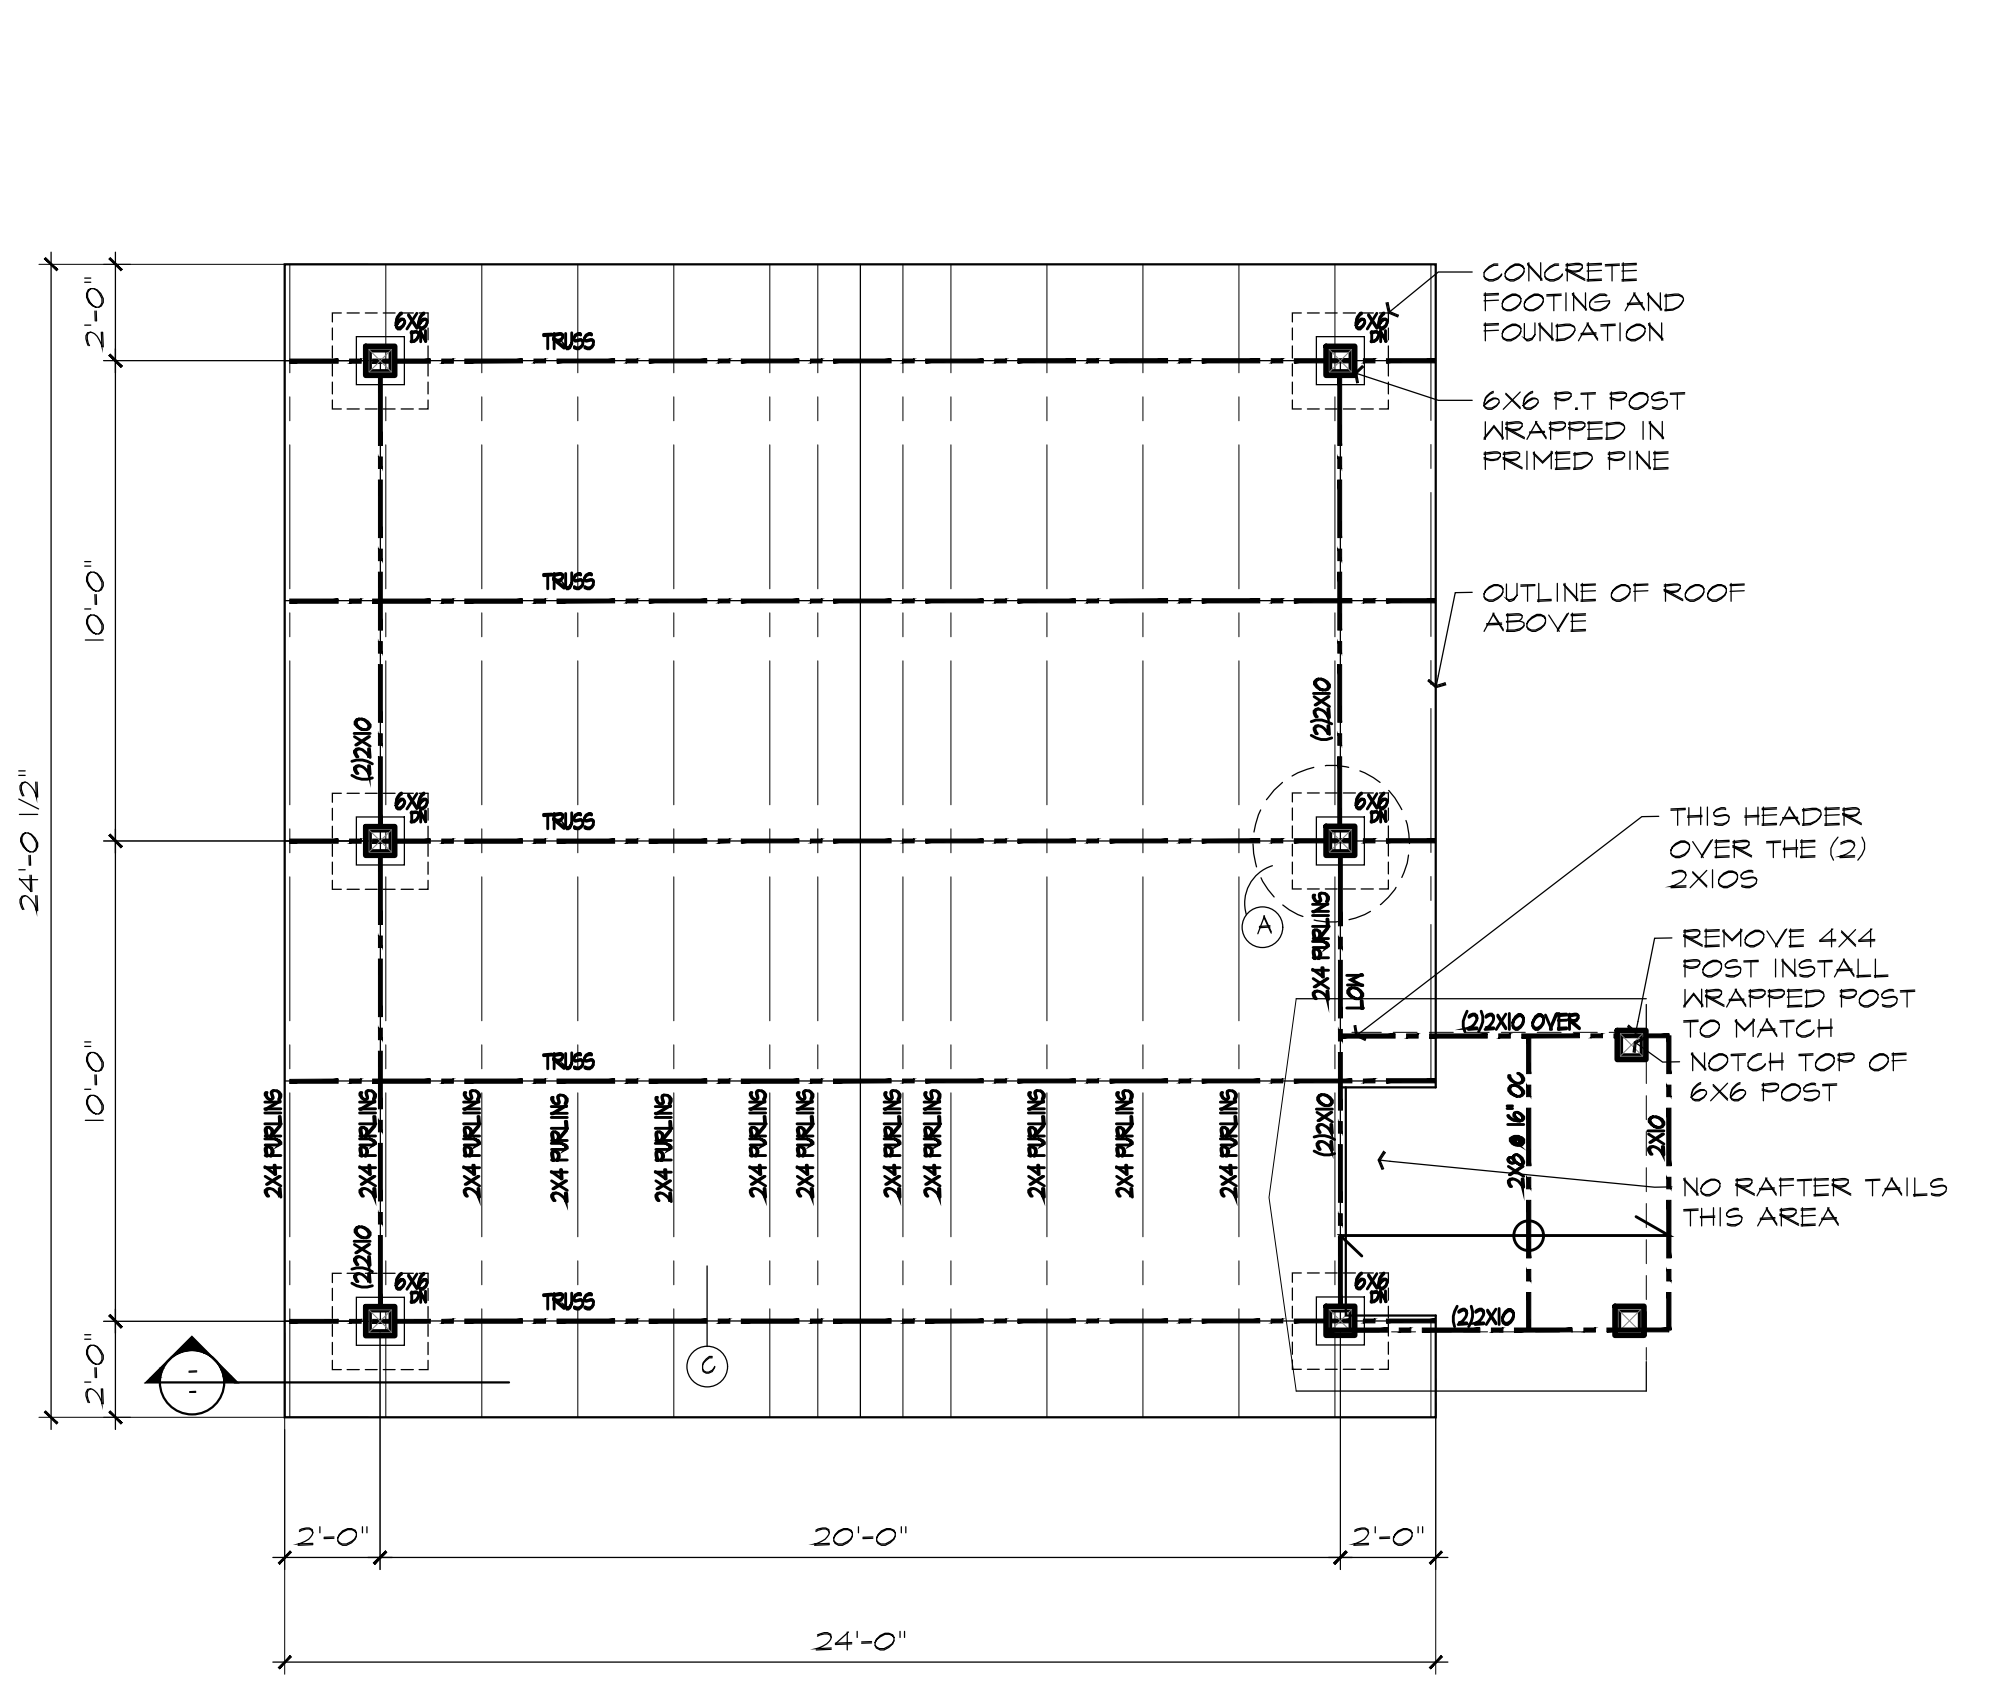 CONCRETE
FOOTING AND
FOUNDATION
2'-0"
6X6
DN
TRUSS
6X6
DN
6X6 P.T POST
WRAPPED IN
PRIMED PINE
10'-0"
TRUSS
OUTLINE OF ROOF
ABOVE
(2)2X10
(2)2X10
24'-0 1/2"
6X6
DN
TRUSS
6X6
DN
THIS HEADER
OVER THE (2)
2X10S
2X4 PURLINS
A
LOW
REMOVE 4X4
POST INSTALL
WRAPPED POST
TO MATCH
(2)2X10 OVER
NOTCH TOP OF
6X6 POST
10'-0"
TRUSS
2X4 PURLINS
2X4 PURLINS
2X4 PURLINS
2X4 PURLINS
2X4 PURLINS
2X4 PURLINS
2X4 PURLINS
2X4 PURLINS
2X4 PURLINS
2X4 PURLINS
2X4 PURLINS
2X4 PURLINS
(2)2X10
2X8 @ 16" OC
2X10
NO RAFTER TAILS
THIS AREA
(2)2X10
6X6
DN
TRUSS
6X6
DN
(2)2X10
2'-0"
C
-
-
2'-0"
20'-0"
2'-0"
24'-0"